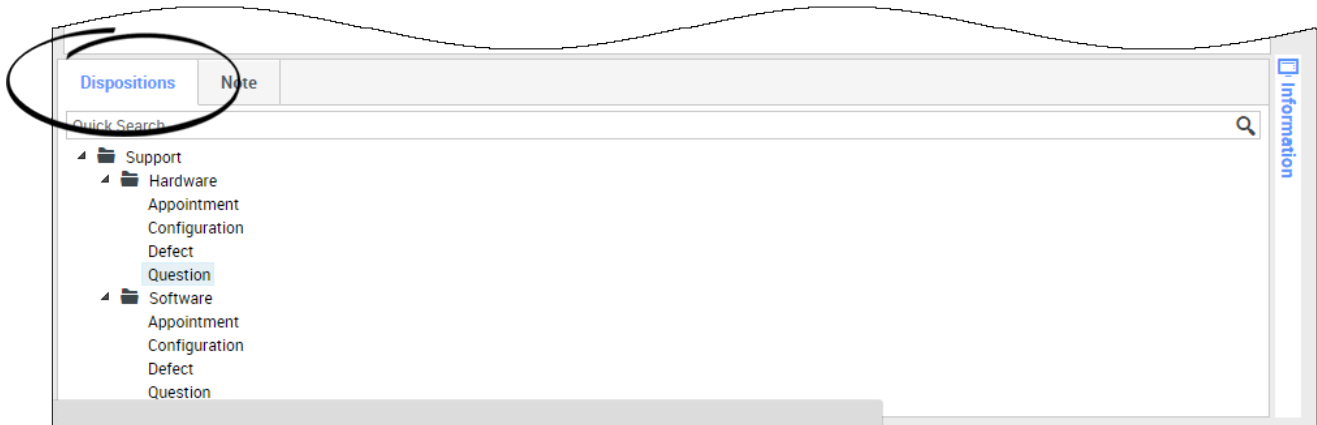 Dispositions
Note
Quick Search
Support
Hardware
Appointment
Configuration
Defect
Question
Software
Appointment
Configuration
Defect
Question
Information